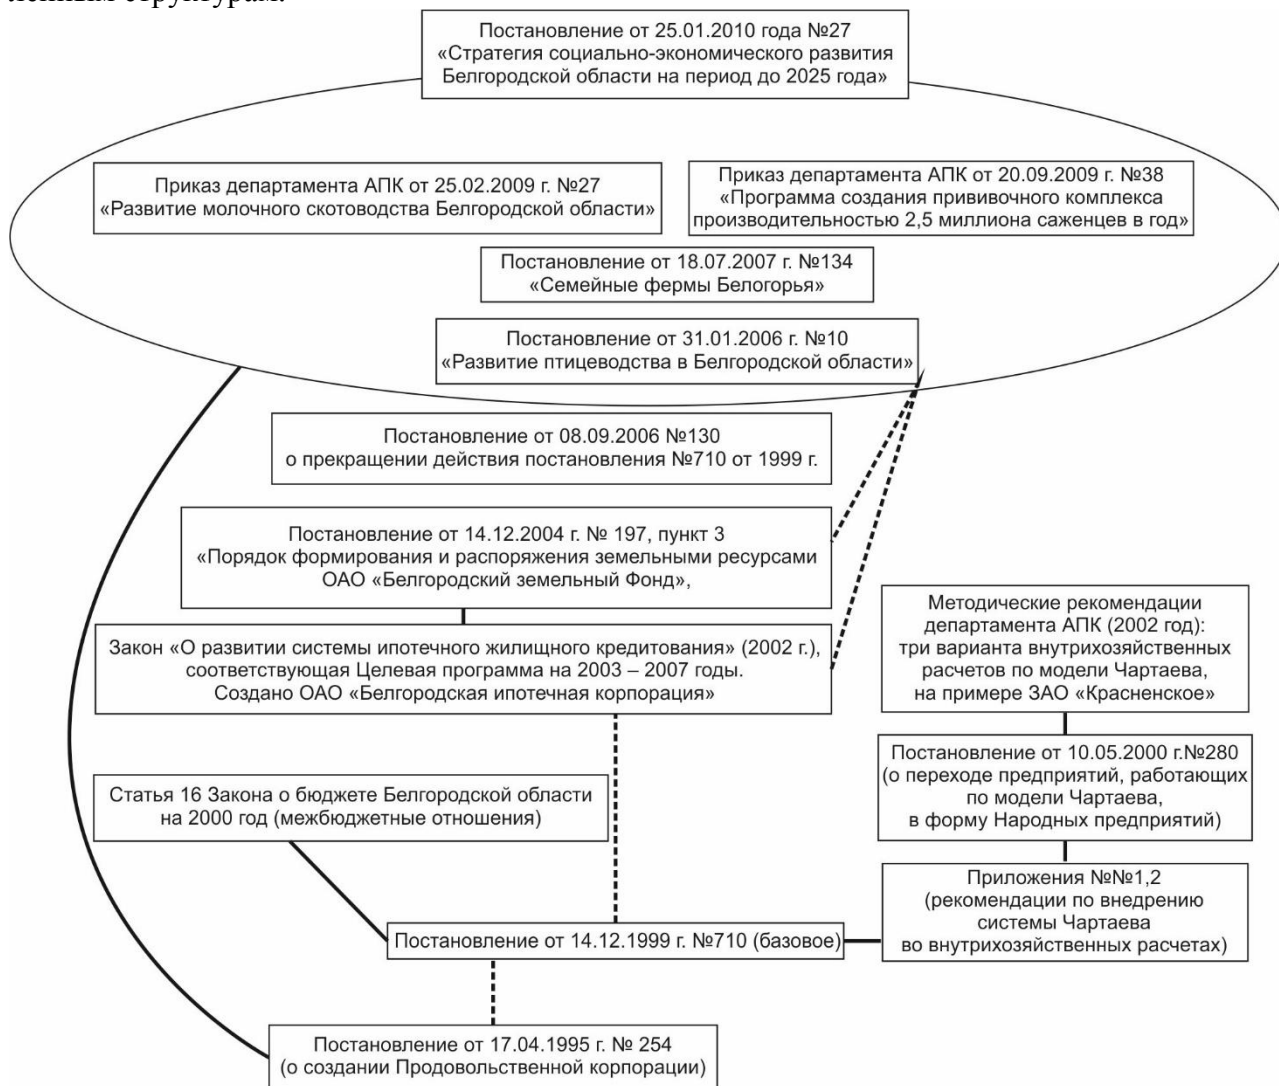 ленным структурам.
Постановление от 25.01.2010 года №27
«Стратегия социально-экономического развития
Белгородской области на период до 2025 года»
Приказ департамента АПК от 25.02.2009 г. №27
«Развитие молочного скотоводства Белгородской области»
Приказ департамента АПК от 20.09.2009 г. №38
«Программа создания прививочного комплекса
производительностью 2,5 миллиона саженцев в год»
Постановление от 18.07.2007 г. №134
«Семейные фермы Белогорья»
Постановление от 31.01.2006 г. №10
«Развитие птицеводства в Белгородской области»
Постановление от 08.09.2006 №130
о прекращении действия постановления №710 от 1999 г.
Постановление от 14.12.2004 г. № 197, пункт 3
«Порядок формирования и распоряжения земельными ресурсами
ОАО «Белгородский земельный Фонд»,
Закон «О развитии системы ипотечного жилищного кредитования» (2002 г.),
соответствующая Целевая программа на 2003 – 2007 годы.
Создано ОАО «Белгородская ипотечная корпорация»
Методические рекомендации
департамента АПК (2002 год):
три варианта внутрихозяйственных
расчетов по модели Чартаева,
на примере ЗАО «Красненское»
Постановление от 10.05.2000 г.№280
(о переходе предприятий, работающих
по модели Чартаева,
в форму Народных предприятий)
Статья 16 Закона о бюджете Белгородской области
на 2000 год (межбюджетные отношения)
Приложения №№1,2
(рекомендации по внедрению
системы Чартаева
во внутрихозяйственных расчетах)
Постановление от 14.12.1999 г. №710 (базовое)
Постановление от 17.04.1995 г. № 254
(о создании Продовольственной корпорации)